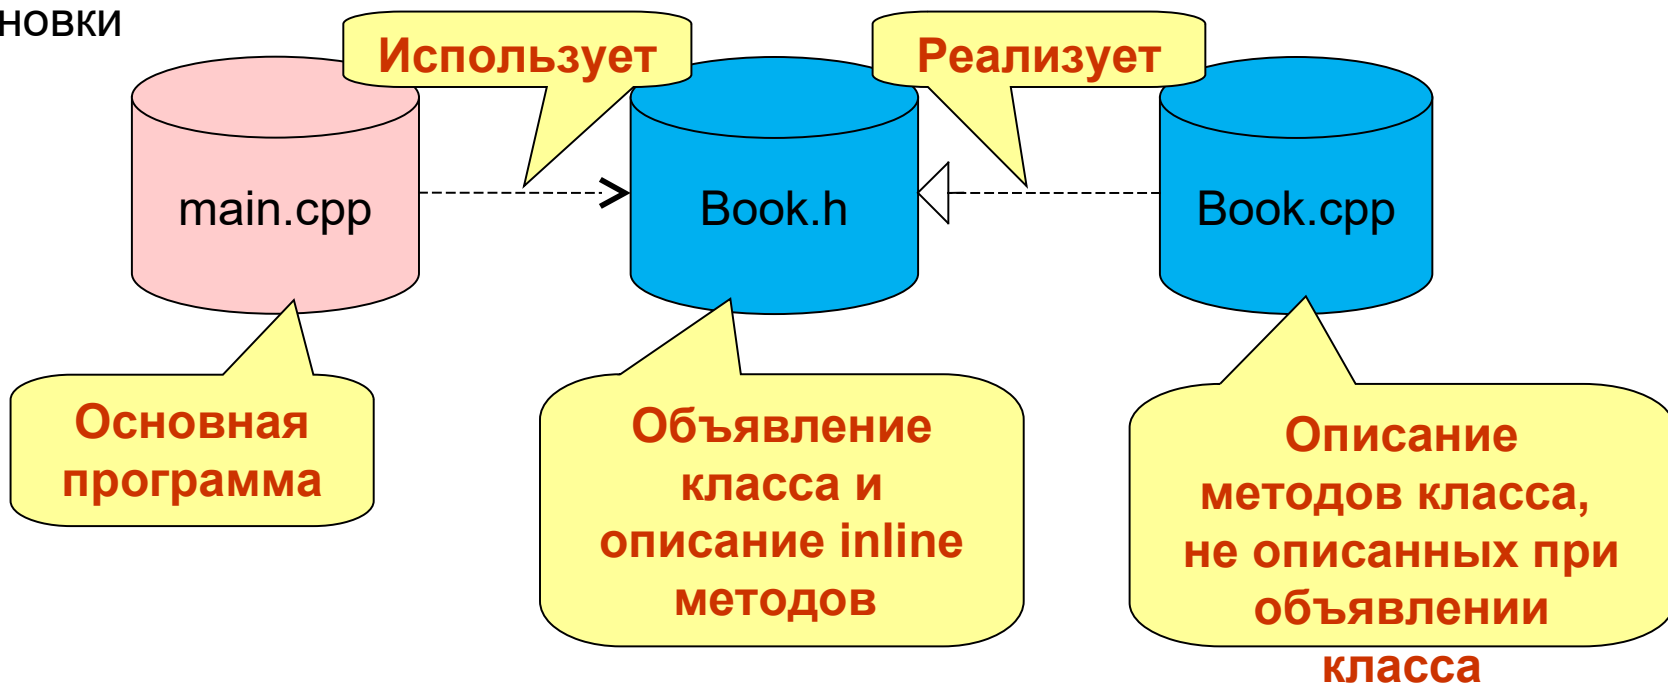 новки
Использует
Реализует
main.cpp
Book.h
Book.cpp
Основная
программа
Объявление
класса и
описание inline
методов
Описание
методов класса,
не описанных при
объявлении
класса